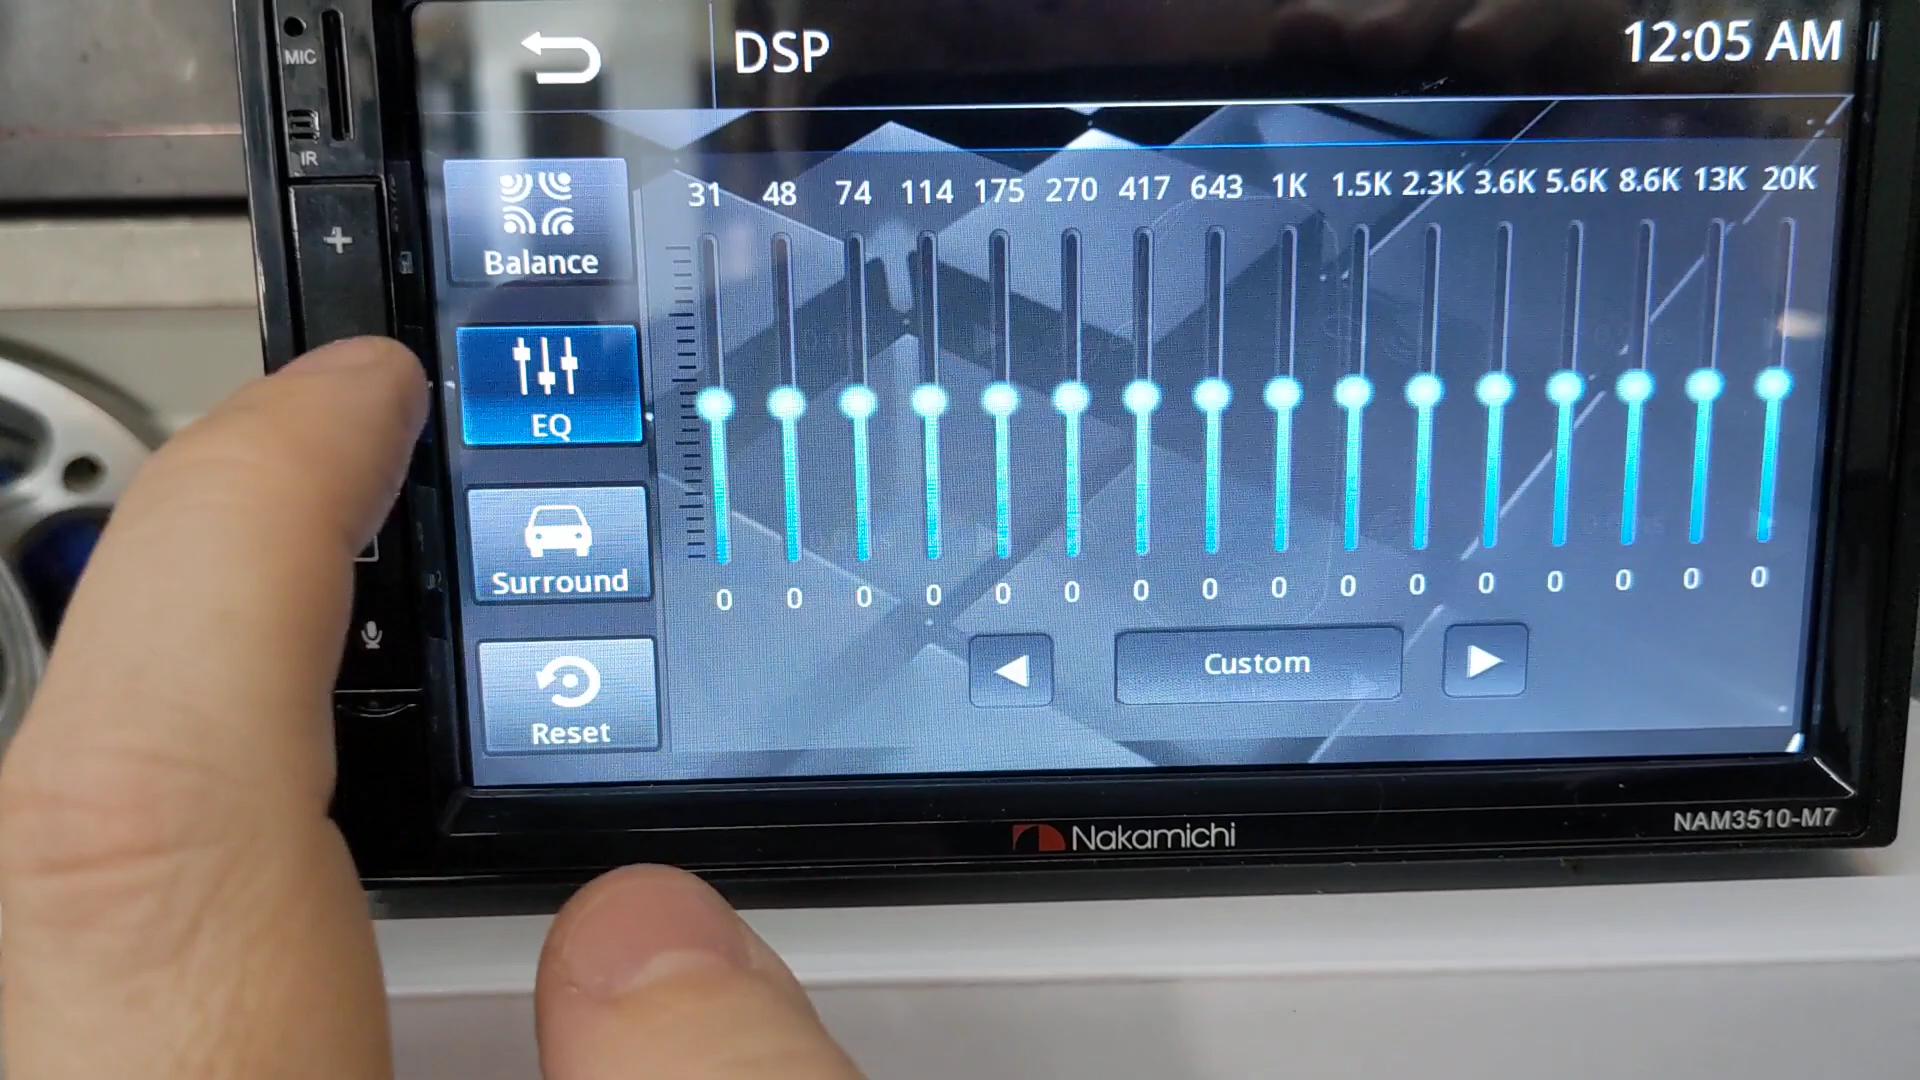 MIC
IR
DSP
12:05 AM
Balance
EQ
Surround
Reset
31 48 74 114 175 270 417 643 1K 1.5K 2.3K 3.6K 5.6K 8.6K 13K 20K
0 0 0 0 0 0 0 0 0 0 0 0 0 0 0 0
Custom
Nakamichi
NAM3510-M7